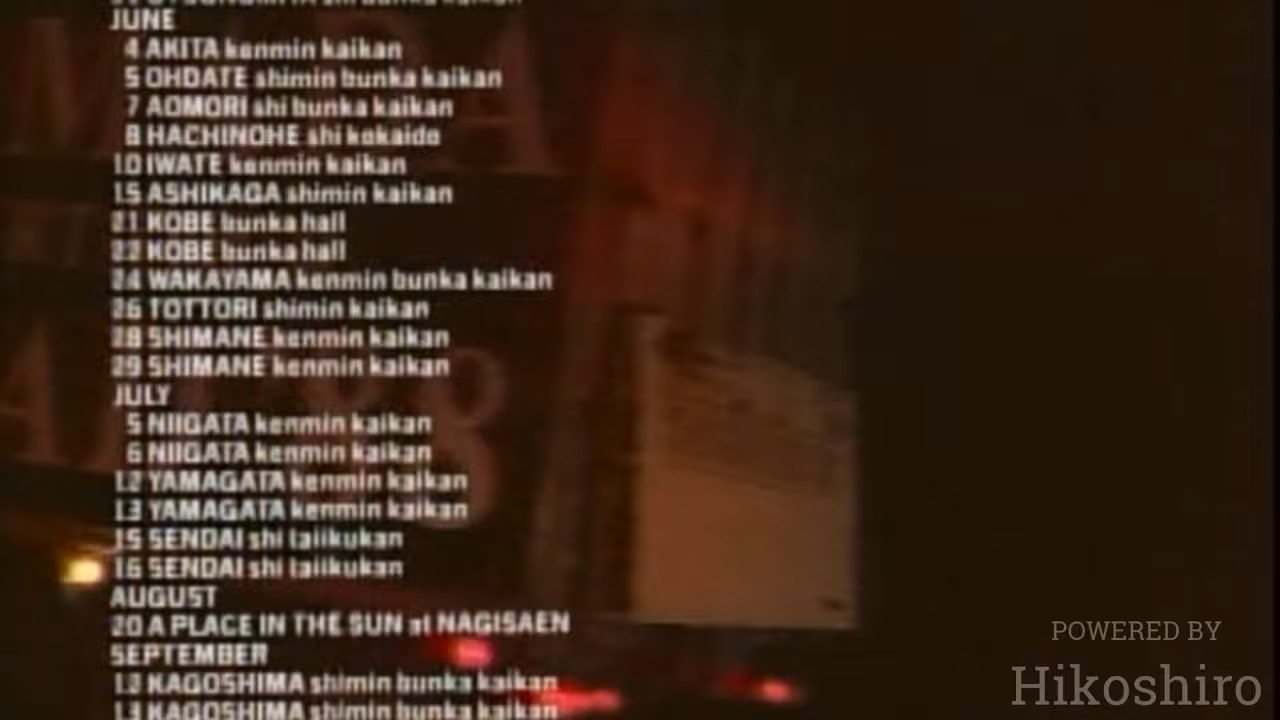 JUNE
4 AKITA kenmin kaikan
5 OHDATE shimin bunka kaikan
7 AOMORI shi bunka kaikan
8 HACHINOHE shi kokaido
10 IWATE kenmin kaikan
15 ASHIKAGA shimin kaikan
21 KOBE bunka hall
22 KOBE bunka hall
24 WAKAYAMA kenmin bunka kaikan
26 TOTTORI shimin kaikan
28 SHIMANE kenmin kaikan
29 SHIMANE kenmin kaikan
JULY
5 NIIGATA kenmin kaikan
6 NIIGATA kenmin kaikan
12 YAMAGATA kenmin kaikan
13 YAMAGATA kenmin kaikan
15 SENDAI shi taiikukan
16 SENDAI shi taiikukan
AUGUST
20 A PLACE IN THE SUN at NAGISAEN
SEPTEMBER
12 KAGOSHIMA shimin bunka kaikan
13 KAGOSHIMA shimin bunka kaikan
POWERED BY
Hikoshiro